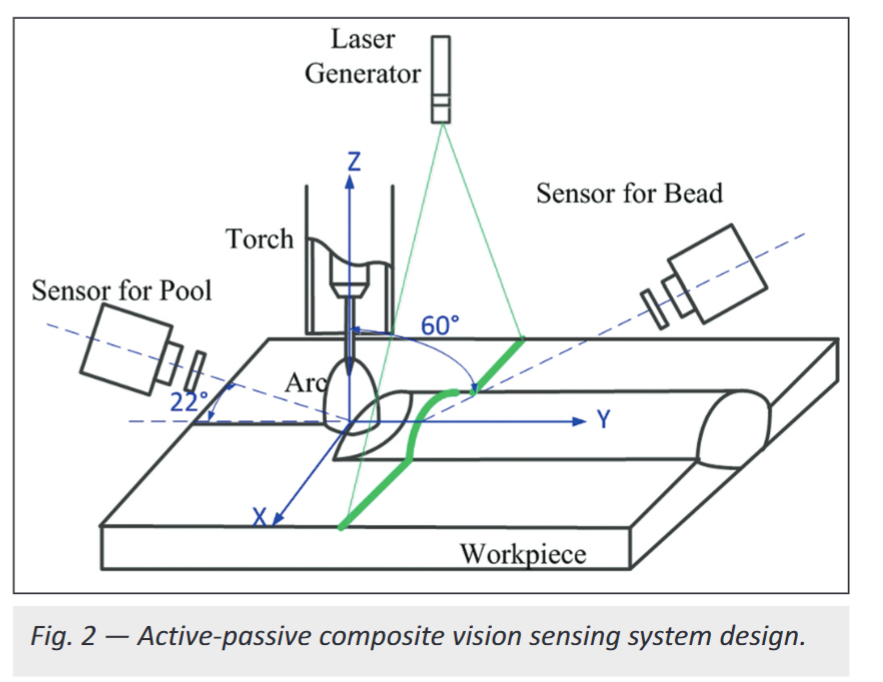 Laser
Generator
Z
Sensor for Bead
Torch
Sensor for Pool
60°
Arc
22°
Y
X
Workpiece
Fig. 2 — Active-passive composite vision sensing system design.